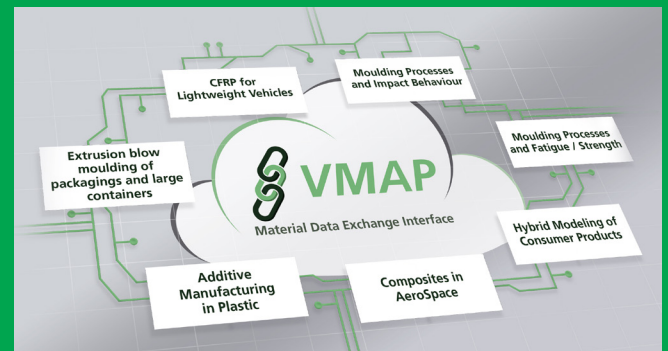 CFRP for
Lightweight Vehicles
Moulding Processes
and Impact Behaviour
Moulding Processes
and Fatigue / Strength
Extrusion blow
moulding of
packagings and large
containers
VMAP
Material Data Exchange Interface
Hybrid Modeling of
Consumer Products
Additive
Manufacturing
in Plastic
Composites in
AeroSpace